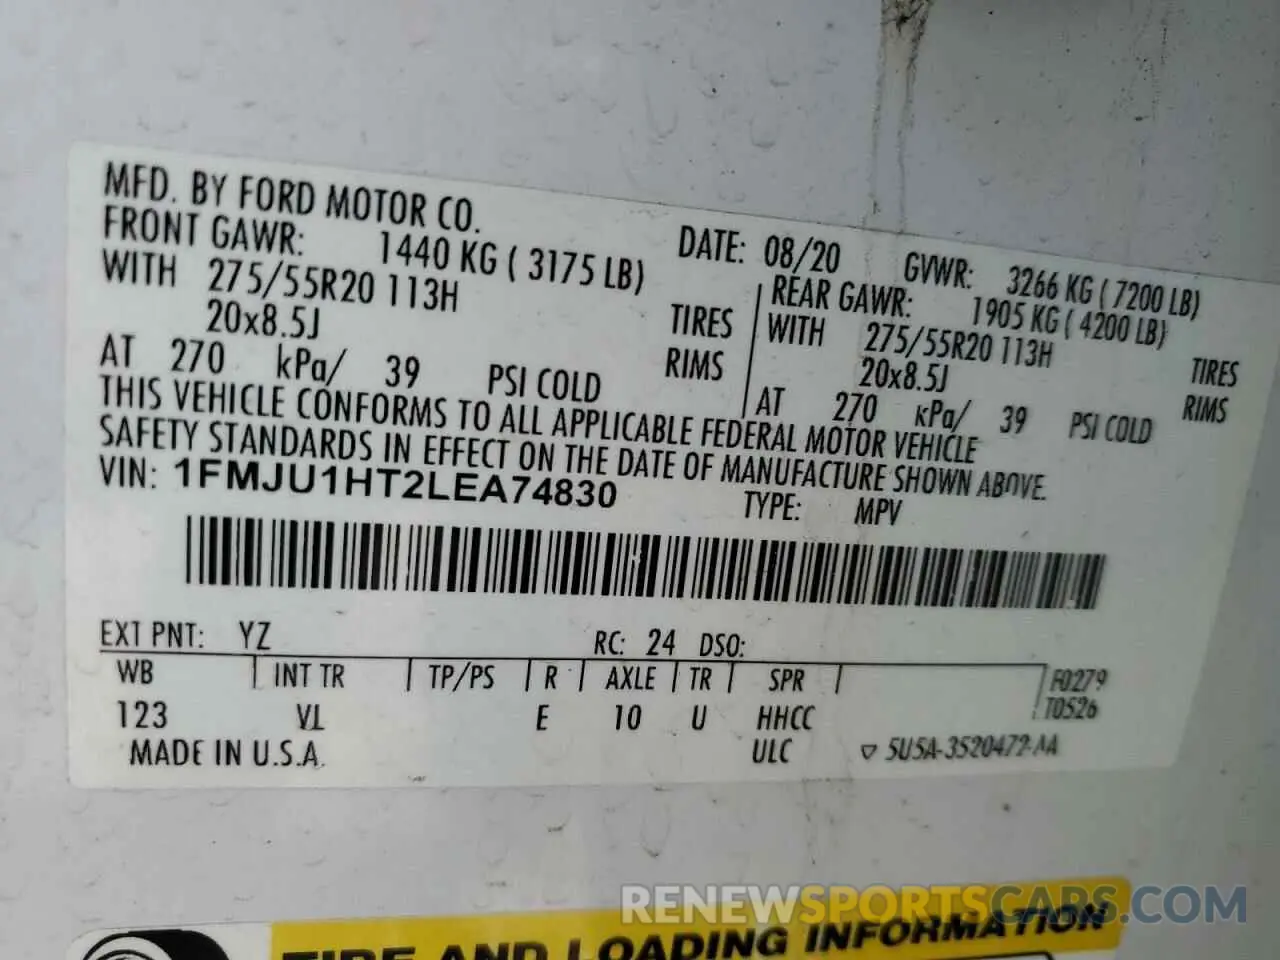 MFD. BY FORD MOTOR CO.
DATE: 08/20 GVWR: 3266 KG ( 7200 LB)
FRONT GAWR: 1440 KG ( 3175 LB) REAR GAWR: 1905 KG ( 4200 LB)
WITH 275/55R20 113H TIRES WITH 275/55R20 113H TIRES
20x8.5J RIMS 20x8.5J RIMS
AT 270 kPa/ 39 PSI COLD AT 270 kPa/ 39 PSI COLD
THIS VEHICLE CONFORMS TO ALL APPLICABLE FEDERAL MOTOR VEHICLE
SAFETY STANDARDS IN EFFECT ON THE DATE OF MANUFACTURE SHOWN ABOVE.
VIN: 1FMJU1HT2LEA74830 TYPE: MPV
EXT PNT: YZ RC: 24 DSO:
WB INT TR TP/PS R AXLE TR SPR F0279
123 VT E 10 U HHCC T0526
MADE IN U.S.A. ULC ▽ 5U5A-3520472-AA
RENEWSPORTSCARS.COM
TIRE AND LOADING INFORMATION